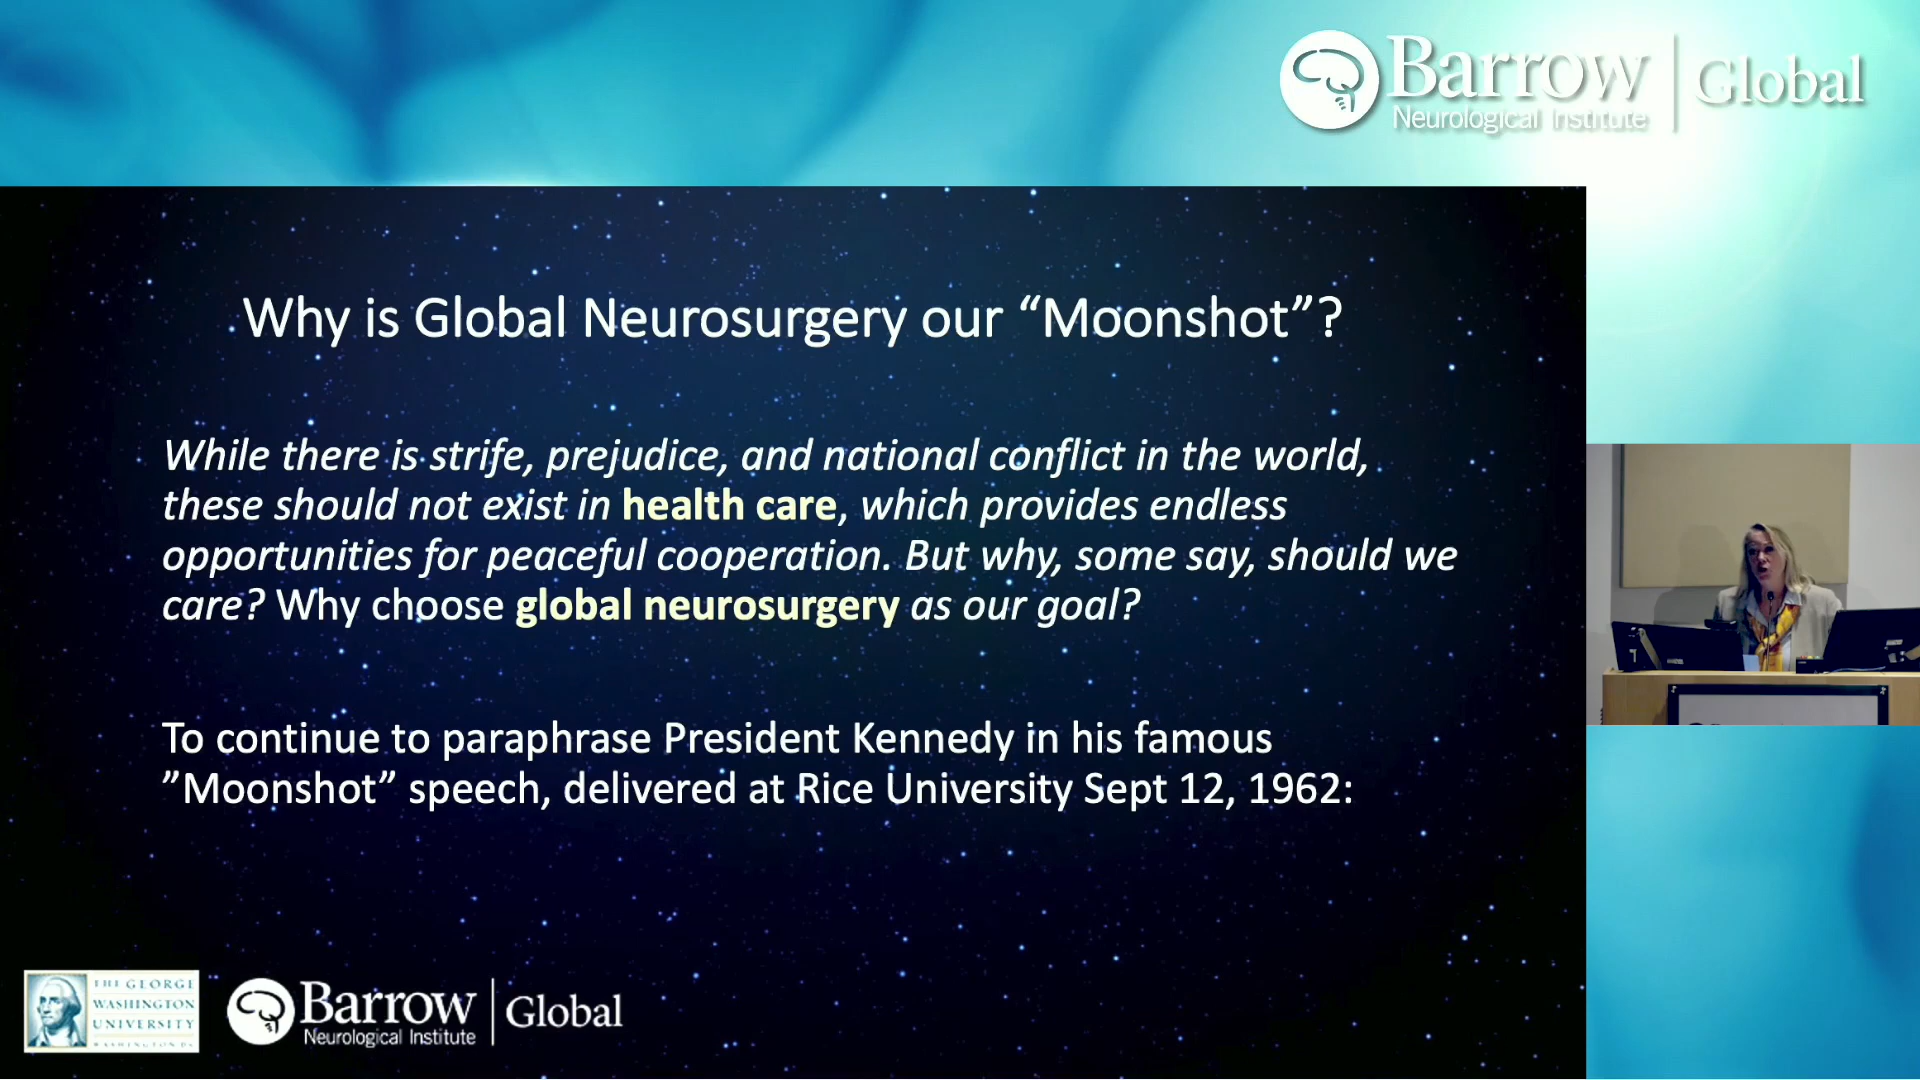 Barrow
Neurological Institute
Global
Why is Global Neurosurgery our “Moonshot”?
While there is strife, prejudice, and national conflict in the world,
these should not exist in health care, which provides endless
opportunities for peaceful cooperation. But why, some say, should we
care? Why choose global neurosurgery as our goal?
To continue to paraphrase President Kennedy in his famous
”Moonshot” speech, delivered at Rice University Sept 12, 1962:
THE GEORGE
WASHINGTON
UNIVERSITY
WASHINGTON DC
Barrow
Neurological Institute
Global